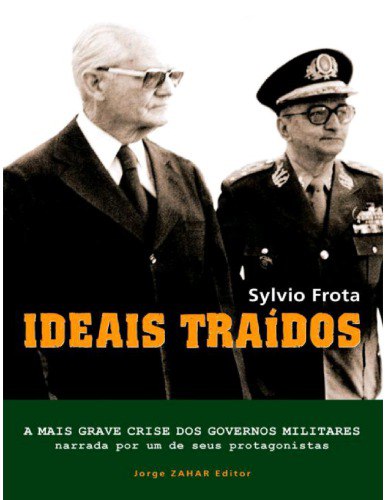 Sylvio Frota
IDEAIS TRAÍDOS
A MAIS GRAVE CRISE DOS GOVERNOS MILITARES
narrada por um de seus protagonistas
Jorge ZAHAR Editor